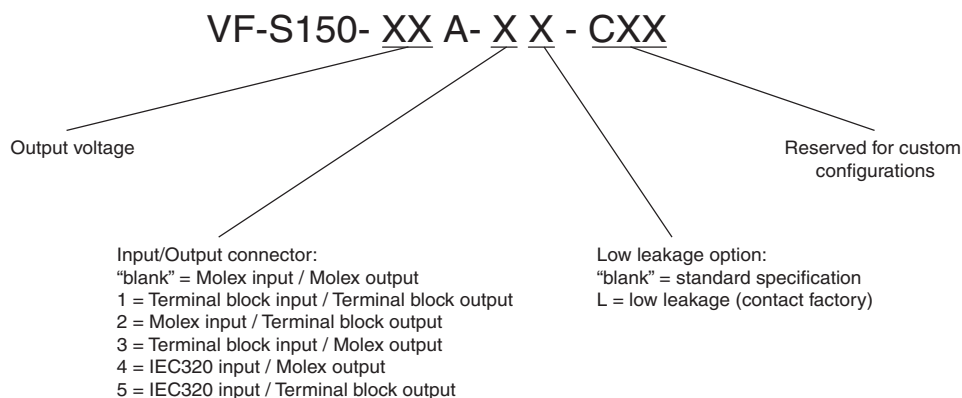 VF-S150- XX A- X X - CXX
Output voltage
Reserved for custom
configurations
Input/Output connector:
“blank” = Molex input / Molex output
1 = Terminal block input / Terminal block output
2 = Molex input / Terminal block output
3 = Terminal block input / Molex output
4 = IEC320 input / Molex output
5 = IEC320 input / Terminal block output
Low leakage option:
“blank” = standard specification
L = low leakage (contact factory)